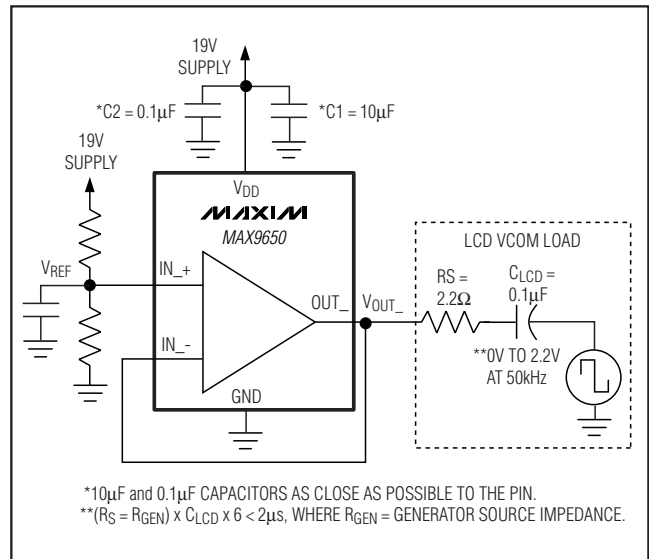 19V
SUPPLY
*C2 = 0.1μF
*C1 = 10μF
19V
SUPPLY
VDD
MAXIM
MAX9650
LCD VCOM LOAD
VREF
IN_+
OUT_
VOUT_
RS =
2.2Ω
CLCD =
0.1μF
IN_-
**0V TO 2.2V
AT 50kHz
GND
*10μF and 0.1μF CAPACITORS AS CLOSE AS POSSIBLE TO THE PIN.
**(RS = RGEN) x CLCD x 6 < 2μs, WHERE RGEN = GENERATOR SOURCE IMPEDANCE.